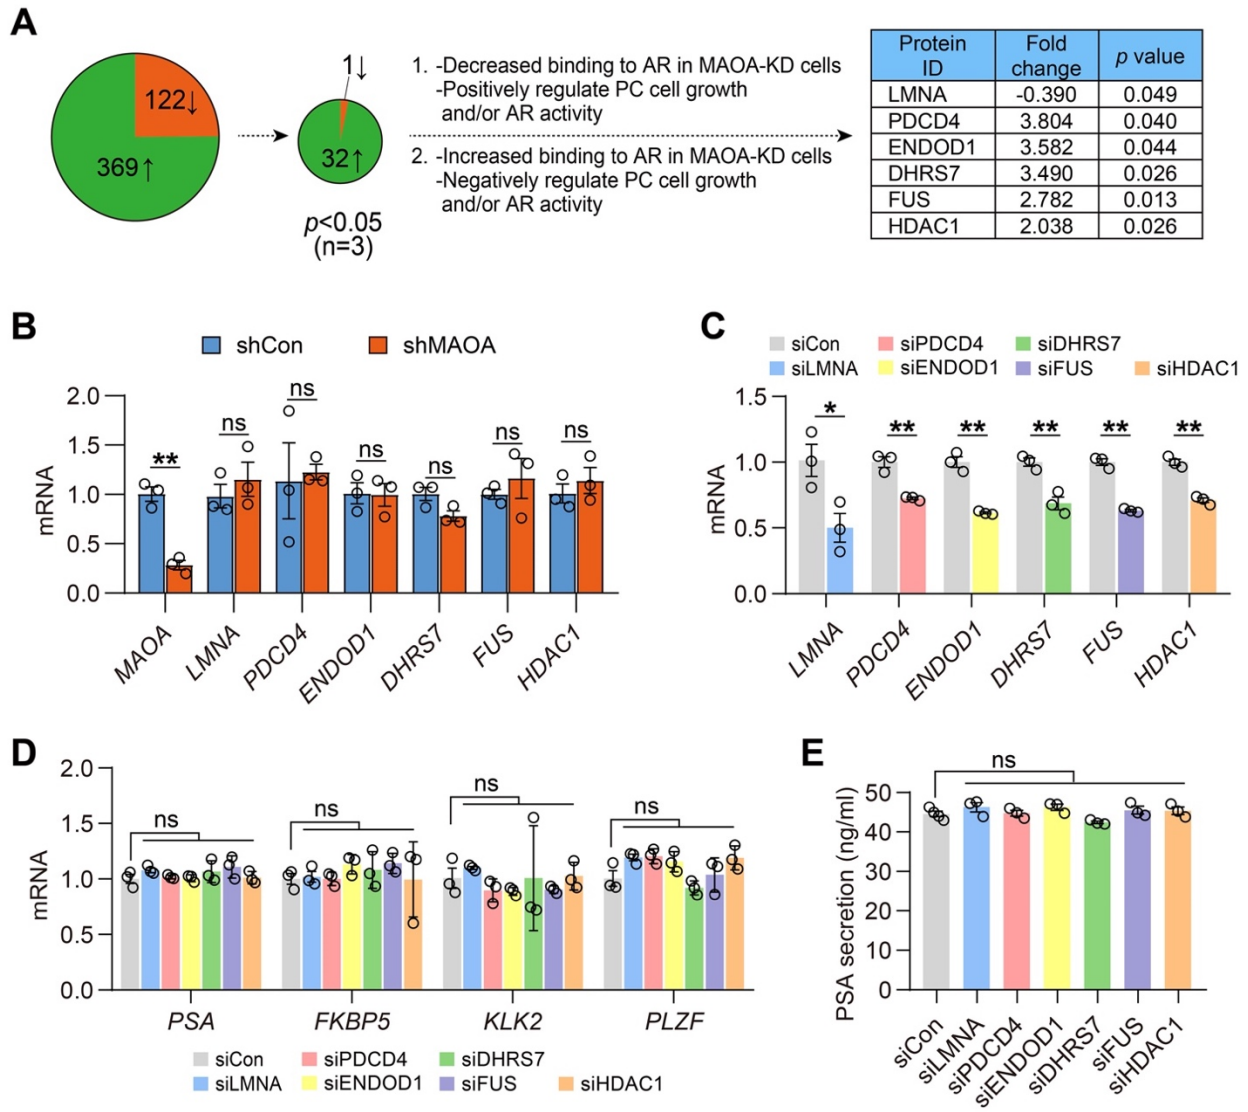 A
122↓
369↑
1↓
32↑
p<0.05
(n=3)
1. -Decreased binding to AR in MAOA-KD cells
-Positively regulate PC cell growth
and/or AR activity
2. -Increased binding to AR in MAOA-KD cells
-Negatively regulate PC cell growth
and/or AR activity
Protein ID Fold change p value
LMNA -0.390 0.049
PDCD4 3.804 0.040
ENDOD1 3.582 0.044
DHRS7 3.490 0.026
FUS 2.782 0.013
HDAC1 2.038 0.026
B
shCon shMAOA
mRNA
2.0
1.5
1.0
0.5
0.0
** ns ns ns ns ns ns
MAOA LMNA PDCD4 ENDOD1 DHRS7 FUS HDAC1
C
siCon siPDCD4 siDHRS7
siLMNA siENDOD1 siFUS siHDAC1
mRNA
1.5
1.0
0.5
0.0
* ** ** ** ** **
LMNA PDCD4 ENDOD1 DHRS7 FUS HDAC1
D
mRNA
2.0
1.5
1.0
0.5
0.0
ns ns ns ns
PSA FKBP5 KLK2 PLZF
siCon siPDCD4 siDHRS7
siLMNA siENDOD1 siFUS siHDAC1
E
PSA secretion (ng/ml)
50
40
30
20
10
0
ns
siCon siLMNA siPDCD4 siENDOD1 siDHRS7 siFUS siHDAC1